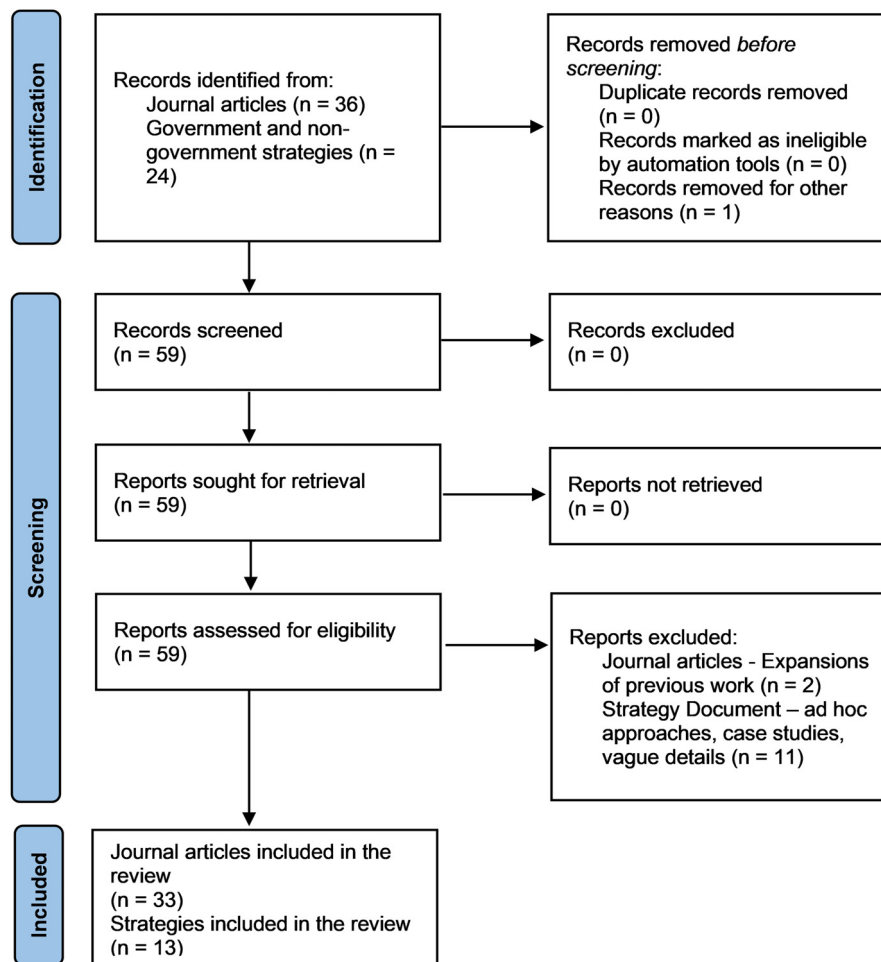 Identification
Records identified from:
Journal articles (n = 36)
Government and non-
government strategies (n =
24)
Records removed before
screening:
Duplicate records removed
(n = 0)
Records marked as ineligible
by automation tools (n = 0)
Records removed for other
reasons (n = 1)
Screening
Records screened
(n = 59)
Records excluded
(n = 0)
Reports sought for retrieval
(n = 59)
Reports not retrieved
(n = 0)
Reports assessed for eligibility
(n = 59)
Reports excluded:
Journal articles - Expansions
of previous work (n = 2)
Strategy Document – ad hoc
approaches, case studies,
vague details (n = 11)
Included
Journal articles included in the
review
(n = 33)
Strategies included in the review
(n = 13)